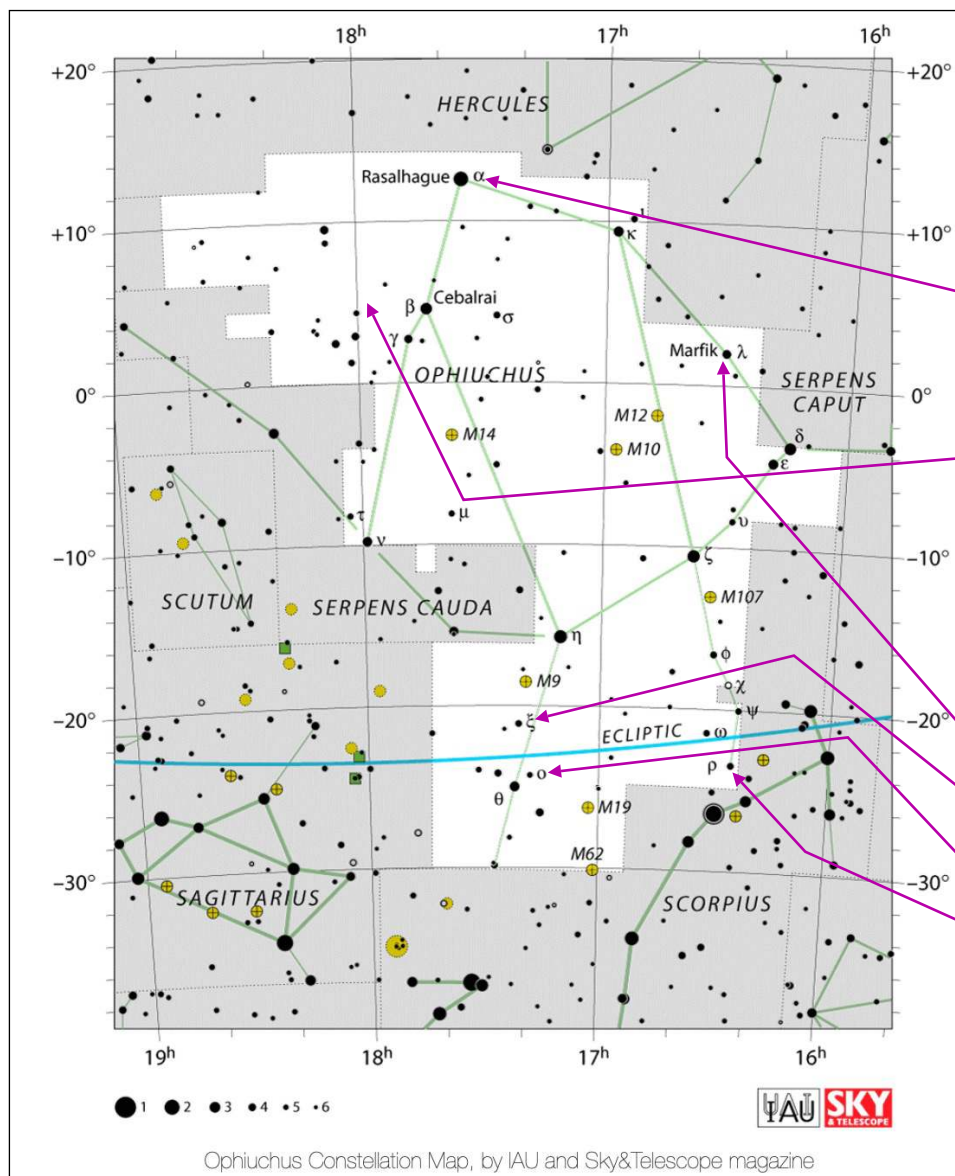 18h 17h 16h
+20° +20°
HERCULES
Rasalhague α
+10° ι +10°
κ
β Cebalrai
σ
γ
Marfik λ
OPHIUCHUS
SERPENS
CAPUT
0° 0°
M12
δ
M14 M10
ε
τ μ υ
ν
−10° ζ −10°
SCUTUM SERPENS CAUDA M107
η
φ
M9 χ
−20° ξ ψ −20°
ECLIPTIC ω
ο ρ
θ
M19
M62
−30° −30°
SAGITTARIUS SCORPIUS
19h 18h 17h 16h
1 2 3 4 5 6
IAU SKY
& TELESCOPE
Ophiuchus Constellation Map, by IAU and Sky&Telescope magazine